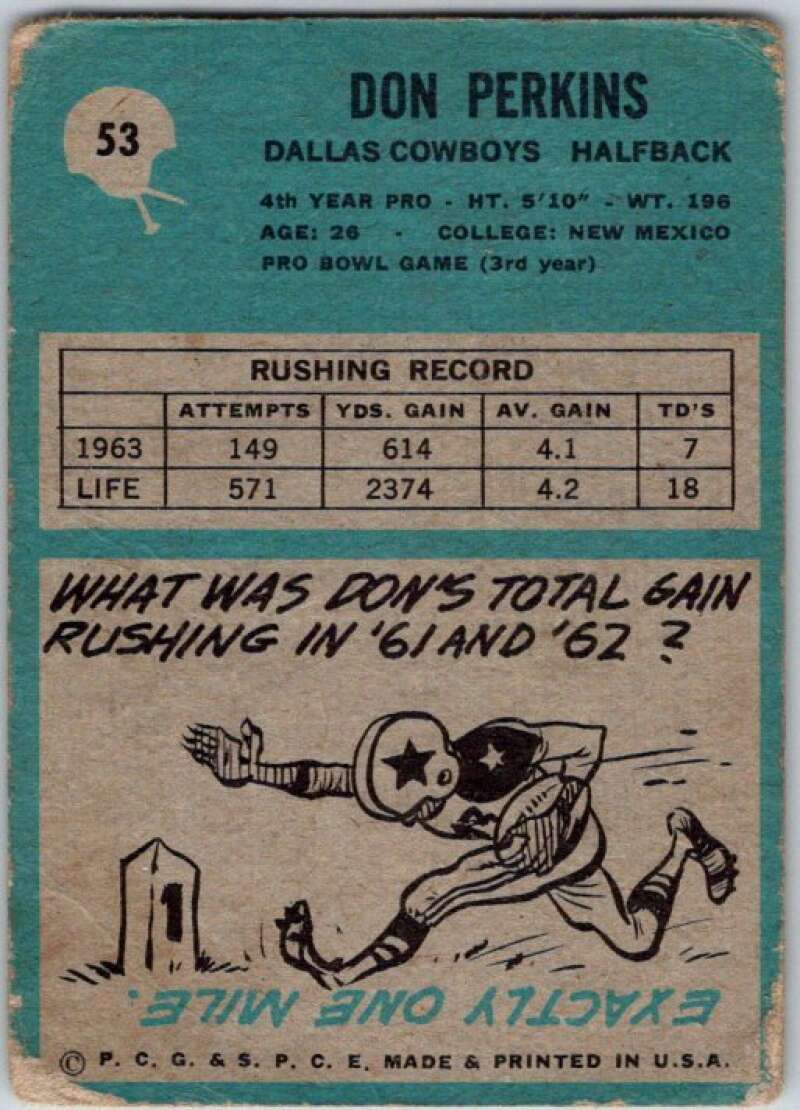 53
DON PERKINS
DALLAS COWBOYS HALFBACK
4th YEAR PRO - HT. 5'10" - WT. 196
AGE: 26 - COLLEGE: NEW MEXICO
PRO BOWL GAME (3rd year)
RUSHING RECORD
ATTEMPTS YDS. GAIN AV. GAIN TD'S
1963 149 614 4.1 7
LIFE 571 2374 4.2 18
WHAT WAS DON'S TOTAL GAIN
RUSHING IN '61 AND '62?
1
EXACTLY ONE MILE.
© P. C. G. & S. P. C. E. MADE & PRINTED IN U.S.A.